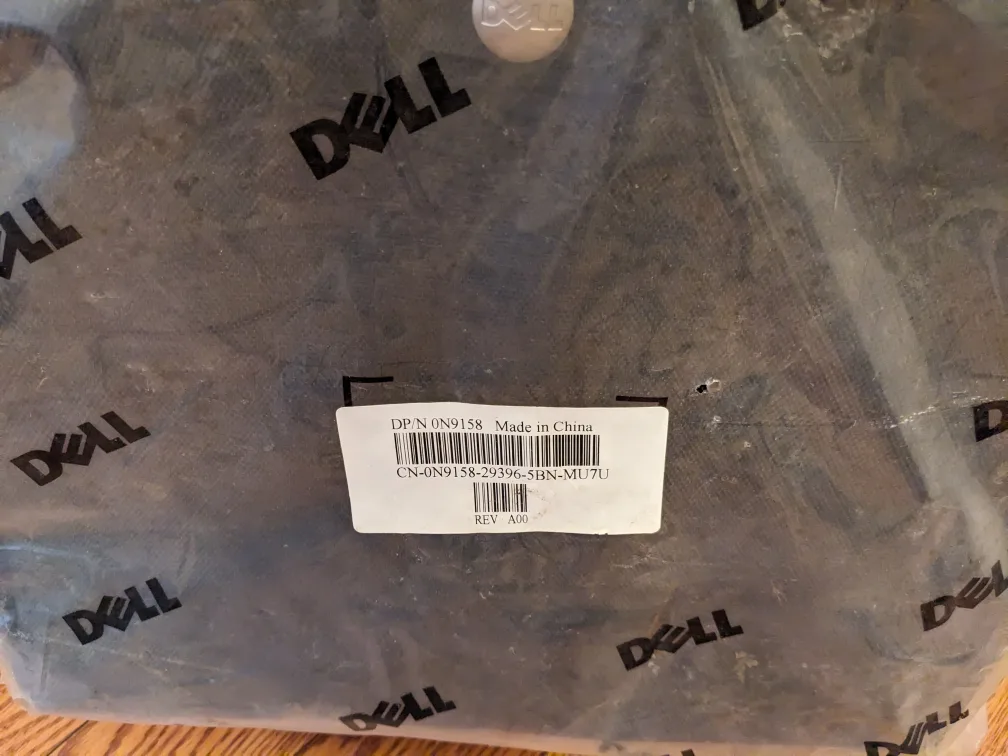 DELL
DELL
DELL
DP/N 0N9158 Made in China
CN-0N9158-29396-5BN-MU7U
REV A00
DELL
DELL
DELL
DELL
DELL